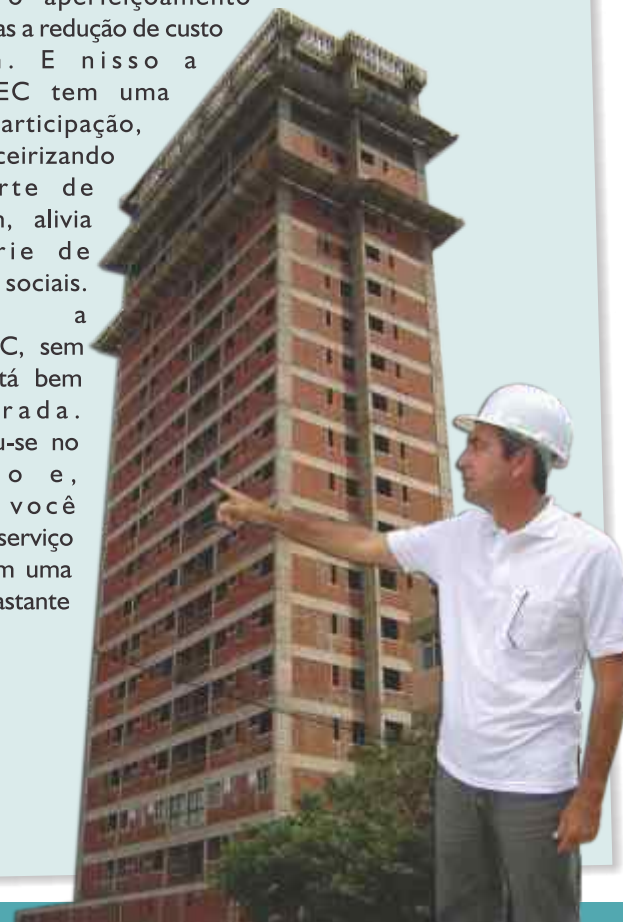 o aperfeiçoamento
as a redução de custo
. E nisso a
EC tem uma
articipação,
ceirizando
rte de
, alivia
rie de
sociais.
a
C, sem
tá bem
rada.
u-se no
o e,
você
serviço
m uma
astante